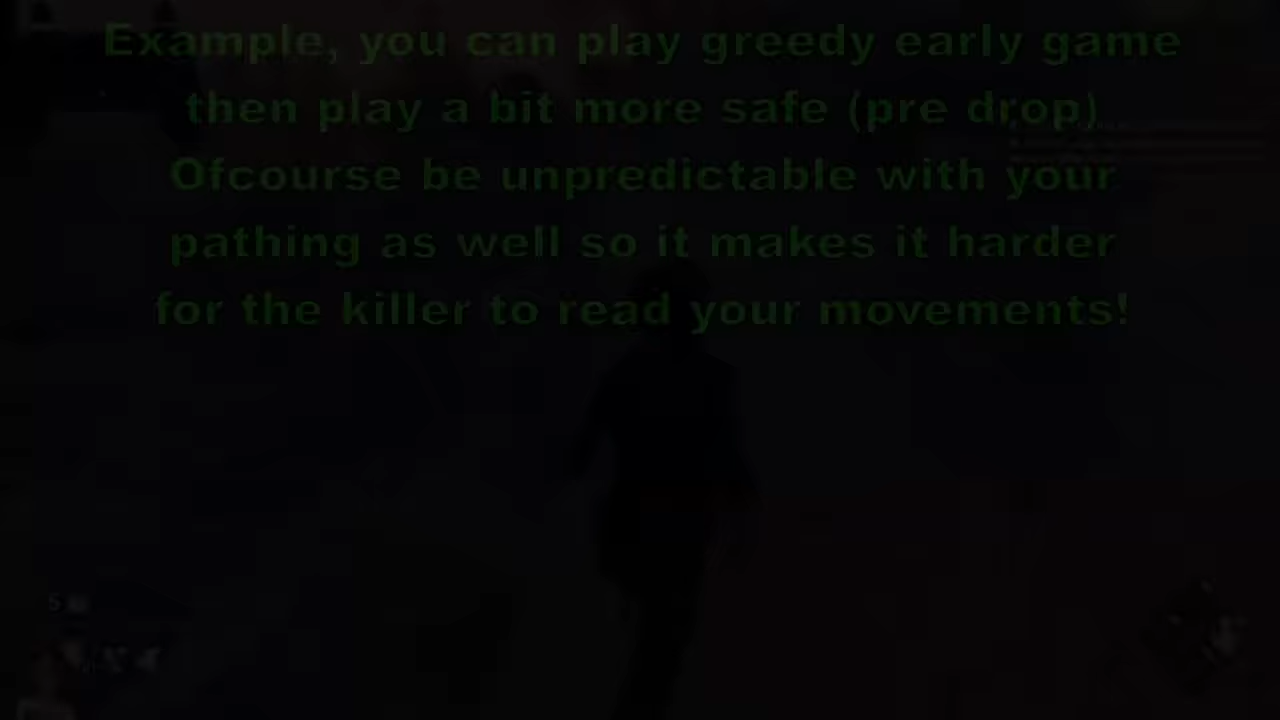 Example, you can play greedy early game
then play a bit more safe (pre drop)
Ofcourse be unpredictable with your
pathing as well so it makes it harder
for the killer to read your movements!
5